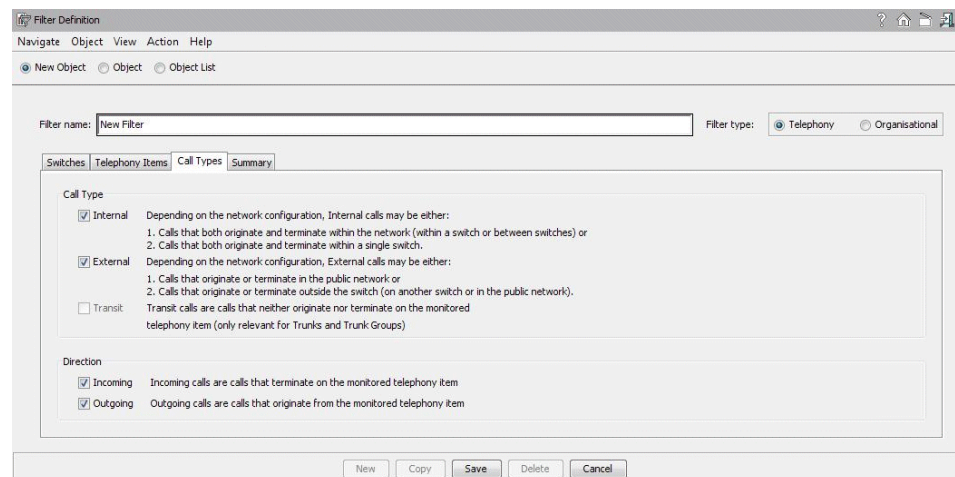 Filter Definition
Navigate Object View Action Help
New Object Object Object List
Filter name: New Filter Filter type: Telephony Organisational
Switches Telephony Items Call Types Summary
Call Type
Internal Depending on the network configuration, Internal calls may be either:
1. Calls that both originate and terminate within the network (within a switch or between switches) or
2. Calls that both originate and terminate within a single switch.
External Depending on the network configuration, External calls may be either:
1. Calls that originate or terminate in the public network or
2. Calls that originate or terminate outside the switch (on another switch or in the public network).
Transit Transit calls are calls that neither originate nor terminate on the monitored
telephony item (only relevant for Trunks and Trunk Groups)
Direction
Incoming Incoming calls are calls that terminate on the monitored telephony item
Outgoing Outgoing calls are calls that originate from the monitored telephony item
New Copy Save Delete Cancel